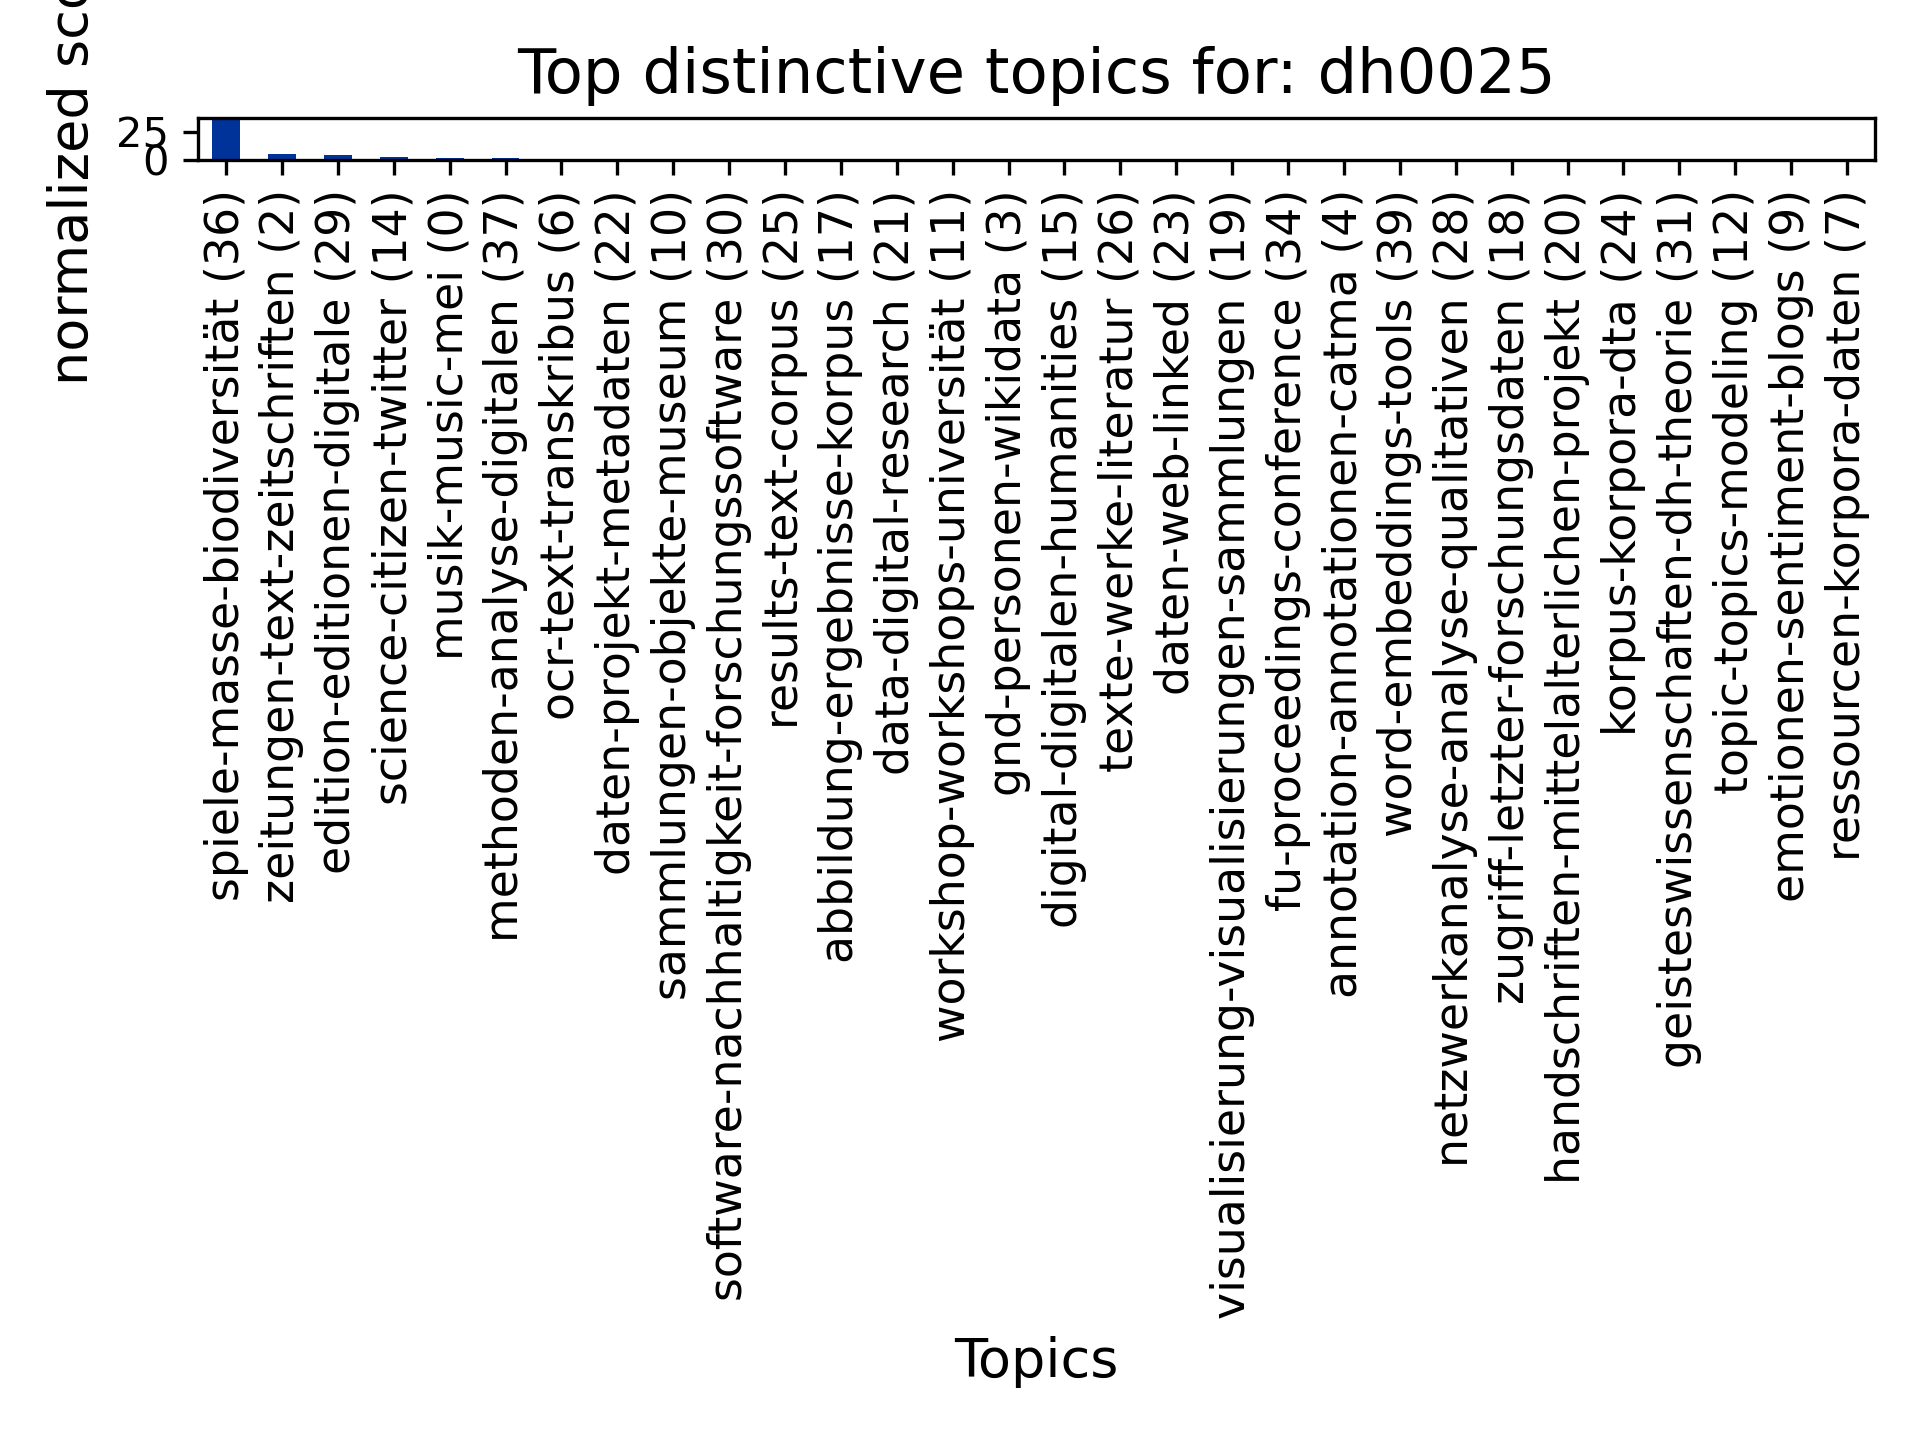 Top distinctive topics for: dh0025
normalized
25
0
spiele-masse-biodiversität (36)
zeitungen-text-zeitschriften (2)
edition-editionen-digitale (29)
science-citizen-twitter (14)
musik-music-mei (0)
methoden-analyse-digitalen (37)
ocr-text-transkribus (6)
daten-projekt-metadaten (22)
sammlungen-objekte-museum (10)
software-nachhaltigkeit-forschungssoftware (30)
results-text-corpus (25)
abbildung-ergebnisse-korpus (17)
data-digital-research (21)
workshop-workshops-universität (11)
gnd-personen-wikidata (3)
digital-digitalen-humanities (15)
texte-werke-literatur (26)
daten-web-linked (23)
visualisierung-visualisierungen-sammlungen (19)
fu-proceedings-conference (34)
annotation-annotationen-catma (4)
word-embeddings-tools (39)
netzwerkanalyse-analyse-qualitativen (28)
zugriff-letzter-forschungsdaten (18)
handschriften-mittelalterlichen-projekt (20)
korpus-korpora-dta (24)
geisteswissenschaften-dh-theorie (31)
topic-topics-modeling (12)
emotionen-sentiment-blogs (9)
ressourcen-korpora-daten (7)
Topics